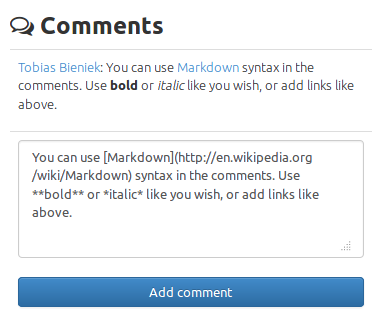 Comments
Tobias Bieniek: You can use Markdown syntax in the
comments. Use bold or italic like you wish, or add links like
above.
You can use [Markdown](http://en.wikipedia.org
/wiki/Markdown) syntax in the comments. Use
**bold** or *italic* like you wish, or add links like
above.
Add comment